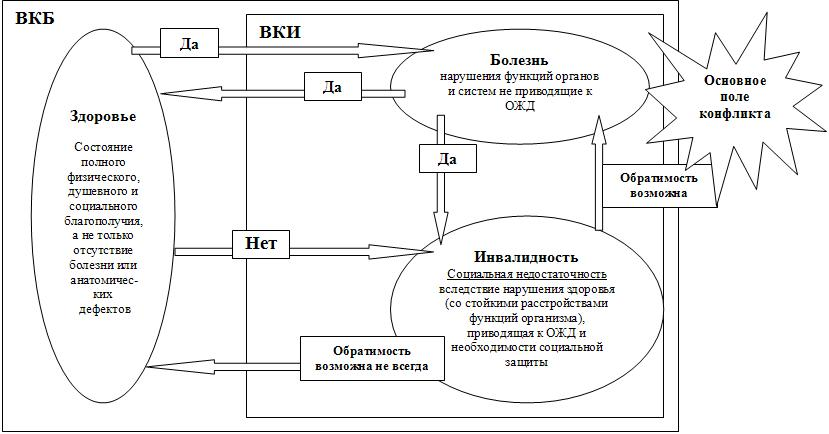 ВКБ
ВКИ
Да
Да
Болезнь
нарушения функций органов
и систем не приводящие к
ОЖД
Основное
поле
конфликта
Здоровье
Состояние
полного
физического,
душевного и
социального
благополучия,
а не только
отсутствие
болезни или
анатомичес-
ких
дефектов
Да
Обратимость
возможна
Нет
Инвалидность
Социальная недостаточность
вследствие нарушения здоровья
(со стойкими расстройствами
функций организма),
приводящая к ОЖД и
необходимости социальной
защиты
Обратимость
возможна не всегда